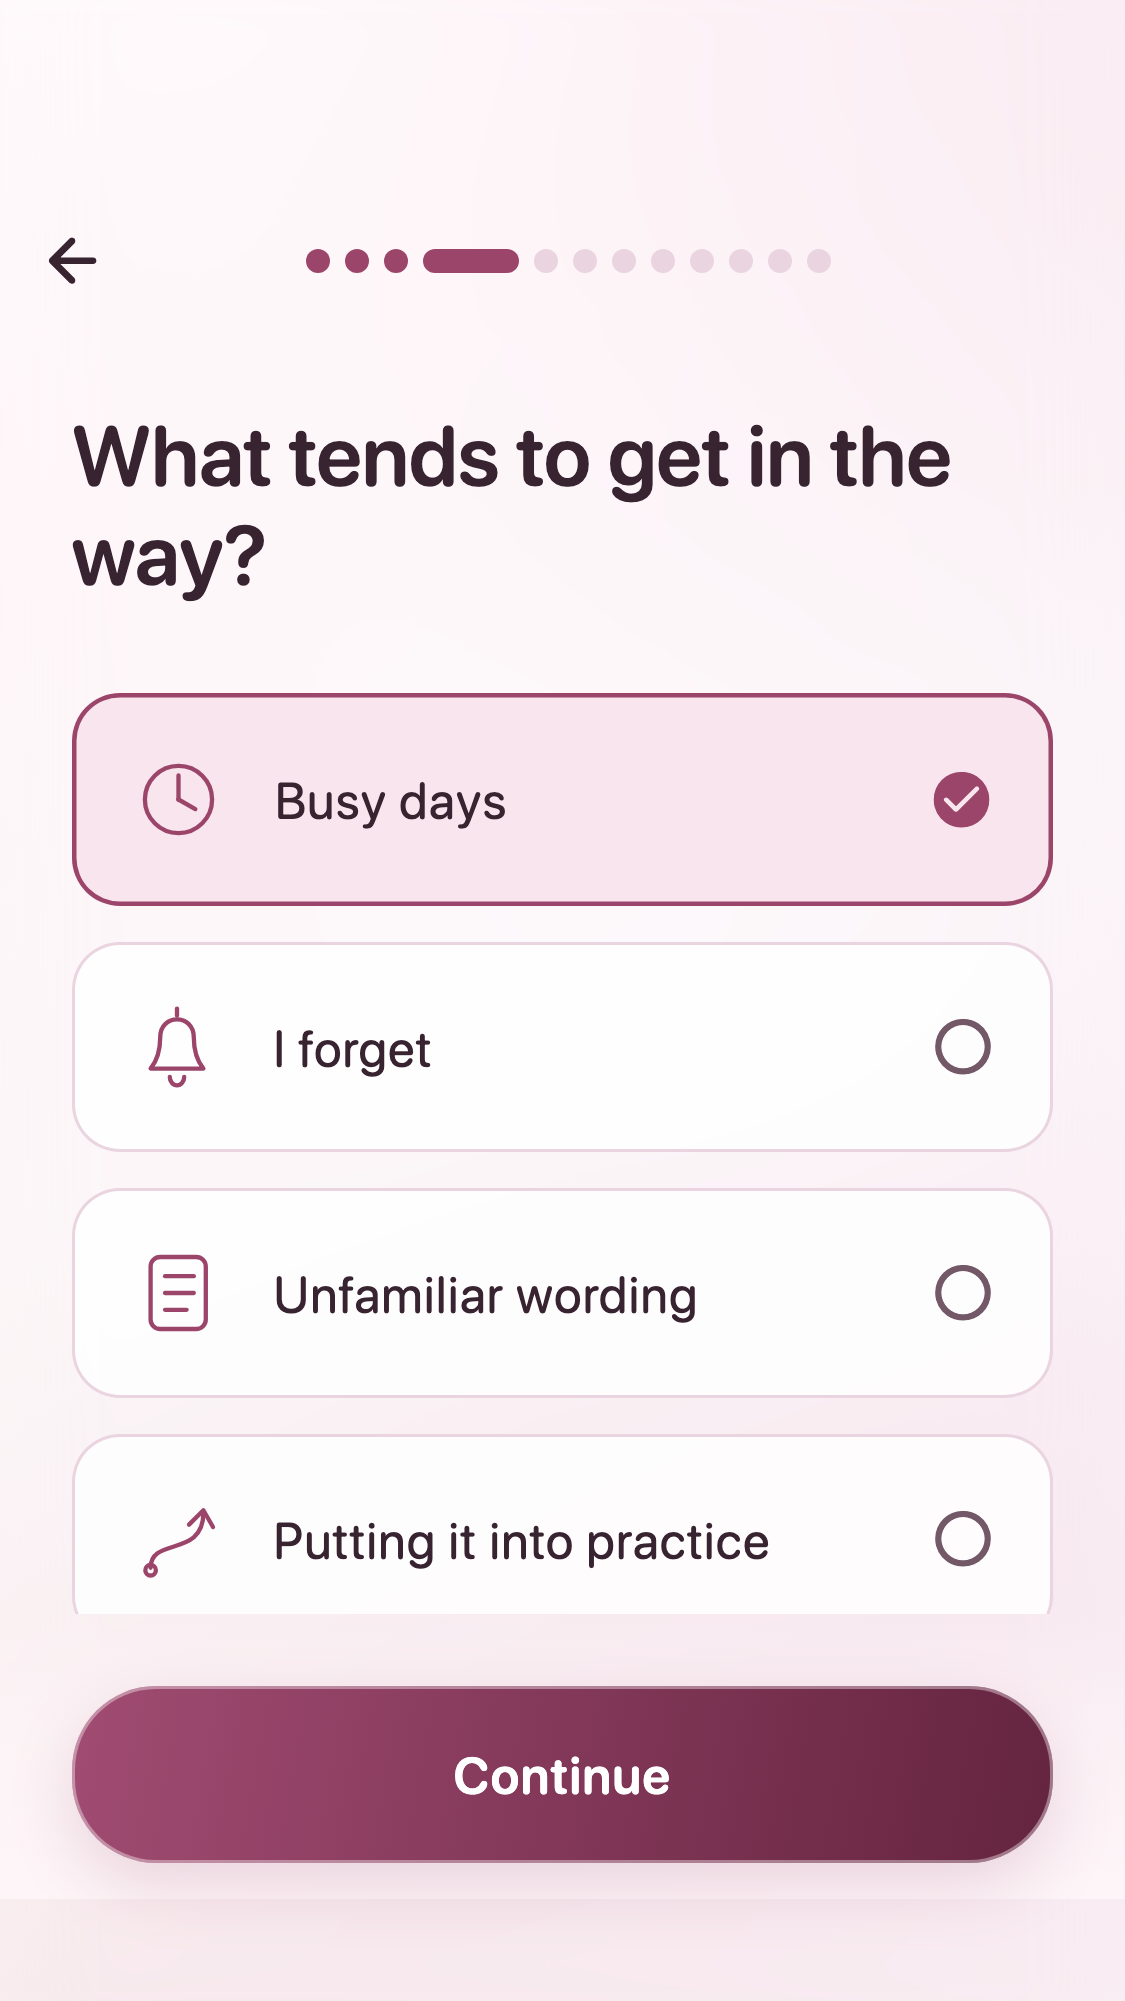 What tends to get in the
way?
Busy days
I forget
Unfamiliar wording
Putting it into practice
Continue